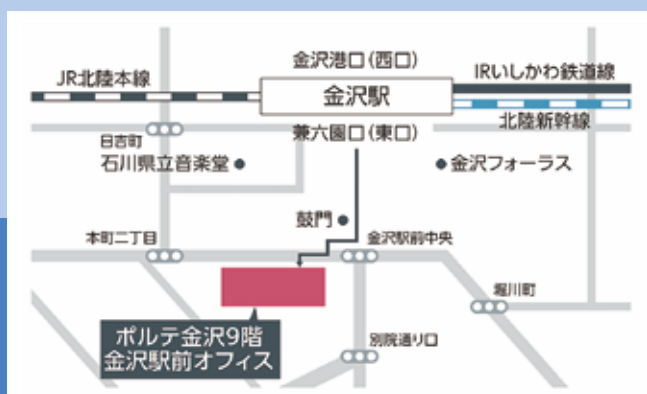 金沢港口(西口)
JR北陸本線
IRいしかわ鉄道線
金沢駅
北陸新幹線
兼六園口(東口)
日吉町
石川県立音楽堂
金沢フォーラス
鼓門
本町二丁目
金沢駅前中央
堀川町
ポルテ金沢9階
金沢駅前オフィス
別院通り口